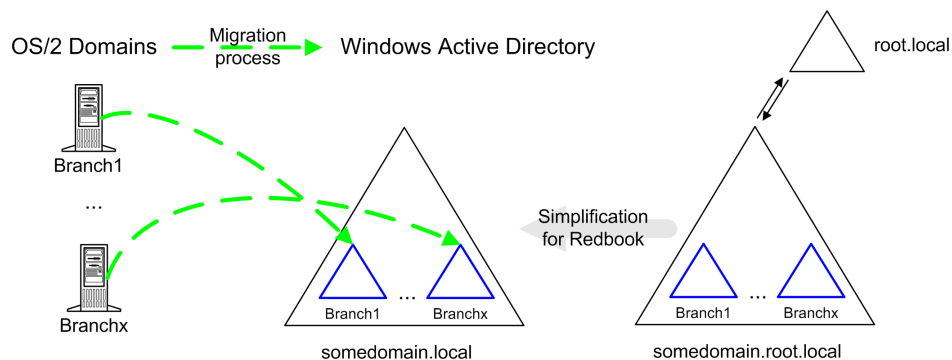 OS/2 Domains
Migration
process
Windows Active Directory
root.local
Branch1
...
Branchx
Simplification
for Redbook
Branch1
...
Branchx
somedomain.local
Branch1
...
Branchx
somedomain.root.local